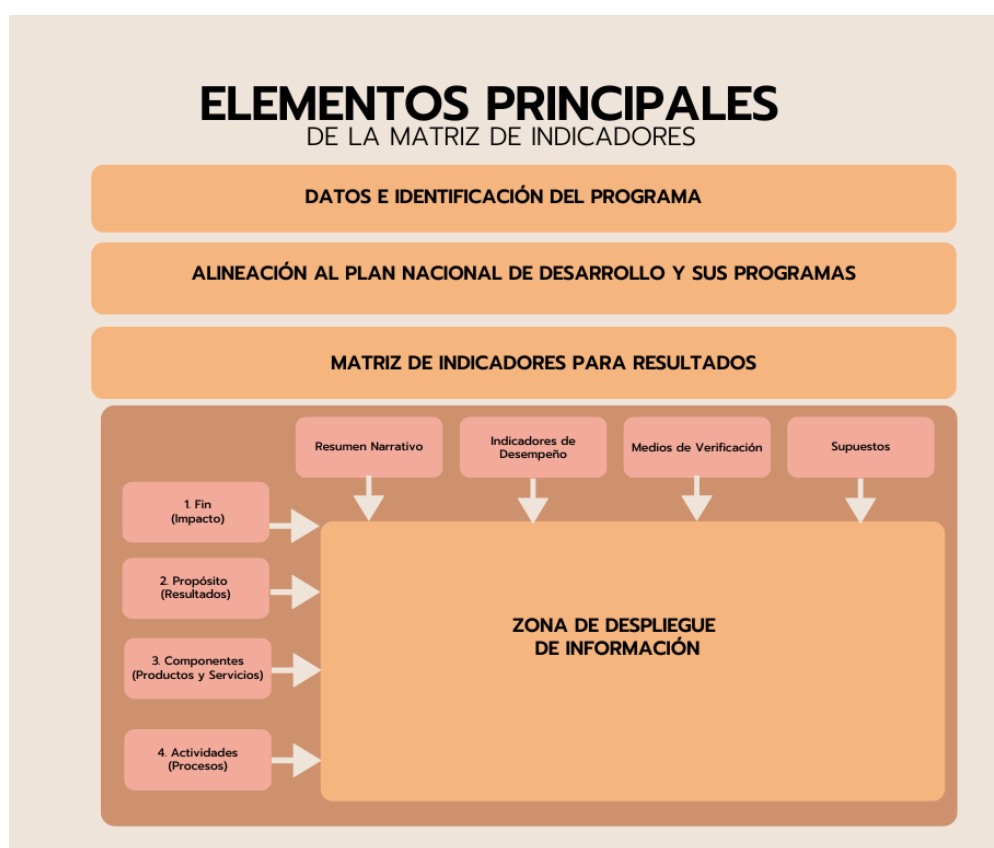 ELEMENTOS PRINCIPALES
DE LA MATRIZ DE INDICADORES
DATOS E IDENTIFICACIÓN DEL PROGRAMA
ALINEACIÓN AL PLAN NACIONAL DE DESARROLLO Y SUS PROGRAMAS
MATRIZ DE INDICADORES PARA RESULTADOS
Resumen Narrativo
Indicadores de
Desempeño
Medios de Verificación
Supuestos
1. Fin
(Impacto)
2. Propósito
(Resultados)
3. Componentes
(Productos y Servicios)
4. Actividades
(Procesos)
ZONA DE DESPLIEGUE
DE INFORMACIÓN